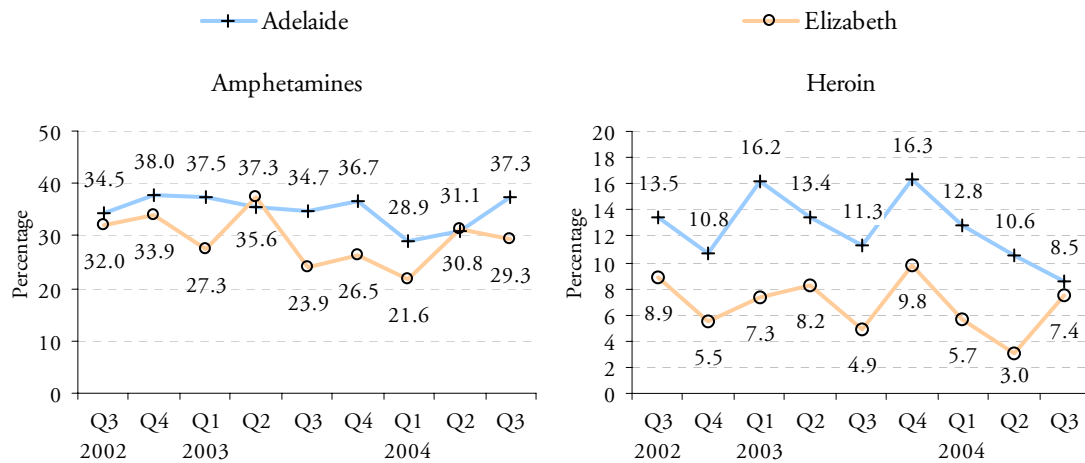 Adelaide
Elizabeth
Amphetamines
Percentage
50
40
30
20
10
0
34.5 38.0 37.5 37.3 34.7 36.7 28.9 31.1 37.3
32.0 33.9 27.3 35.6 23.9 26.5 21.6 30.8 29.3
Q3 Q4 Q1 Q2 Q3 Q4 Q1 Q2 Q3
2002 2003 2004
Heroin
Percentage
20
18
16
14
12
10
8
6
4
2
0
13.5 10.8 16.2 13.4 11.3 16.3 12.8 10.6 8.5
8.9 5.5 7.3 8.2 4.9 9.8 5.7 3.0 7.4
Q3 Q4 Q1 Q2 Q3 Q4 Q1 Q2 Q3
2002 2003 2004